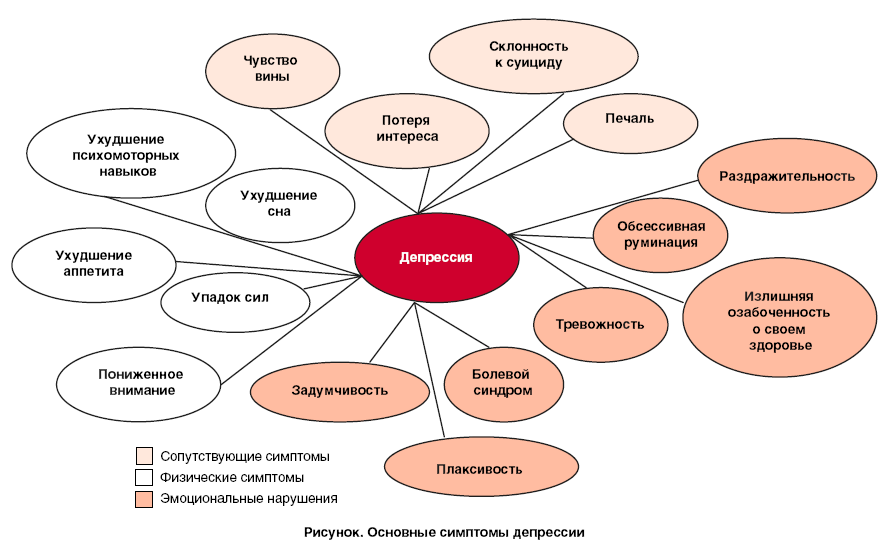 Чувство
вины
Склонность
к суициду
Потеря
интереса
Печаль
Ухудшение
психомоторных
навыков
Ухудшение
сна
Раздражительность
Обсессивная
руминация
Ухудшение
аппетита
Депрессия
Упадок сил
Тревожность
Излишняя
озабоченность
о своем
здоровье
Пониженное
внимание
Задумчивость
Болевой
синдром
Плаксивость
Сопутствующие симптомы
Физические симптомы
Эмоциональные нарушения
Рисунок. Основные симптомы депрессии